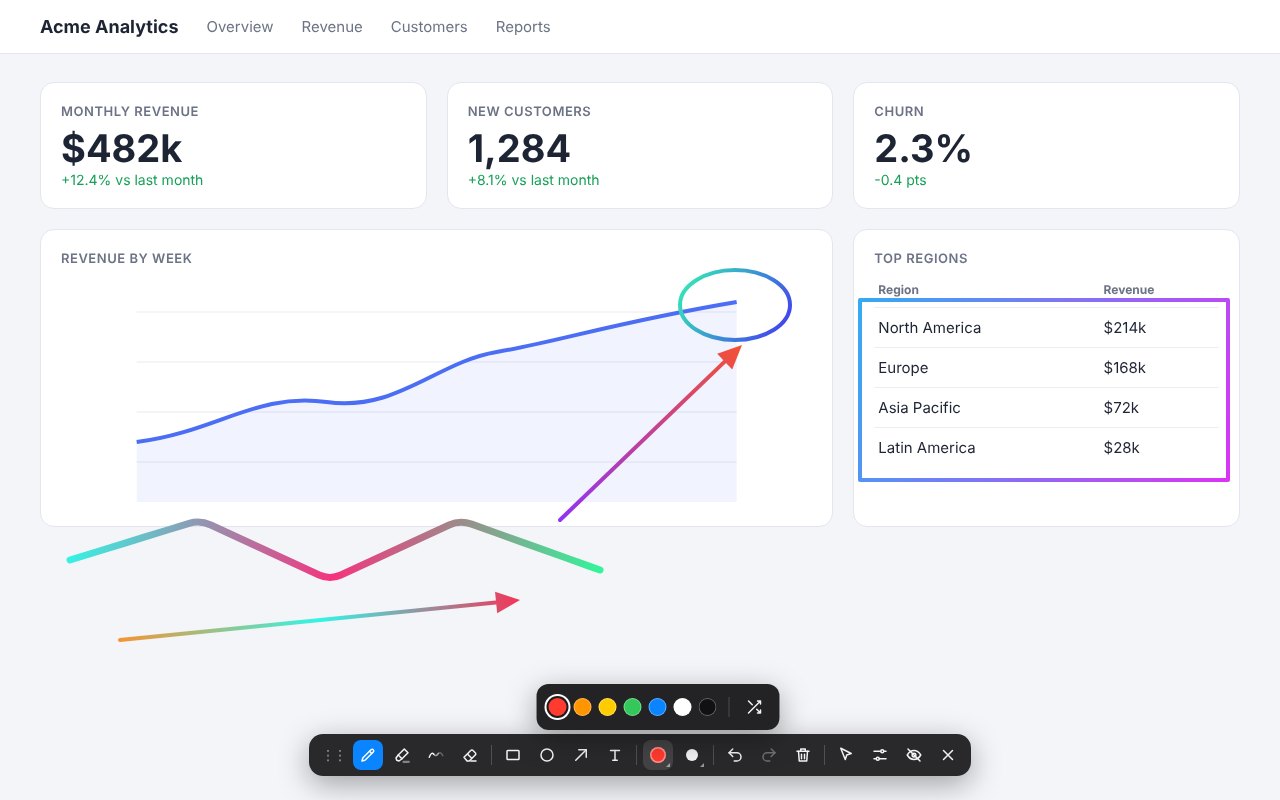 Acme Analytics Overview Revenue Customers Reports
MONTHLY REVENUE
$482k
+12.4% vs last month
NEW CUSTOMERS
1,284
+8.1% vs last month
CHURN
2.3%
-0.4 pts
REVENUE BY WEEK
TOP REGIONS
Region Revenue
North America $214k
Europe $168k
Asia Pacific $72k
Latin America $28k